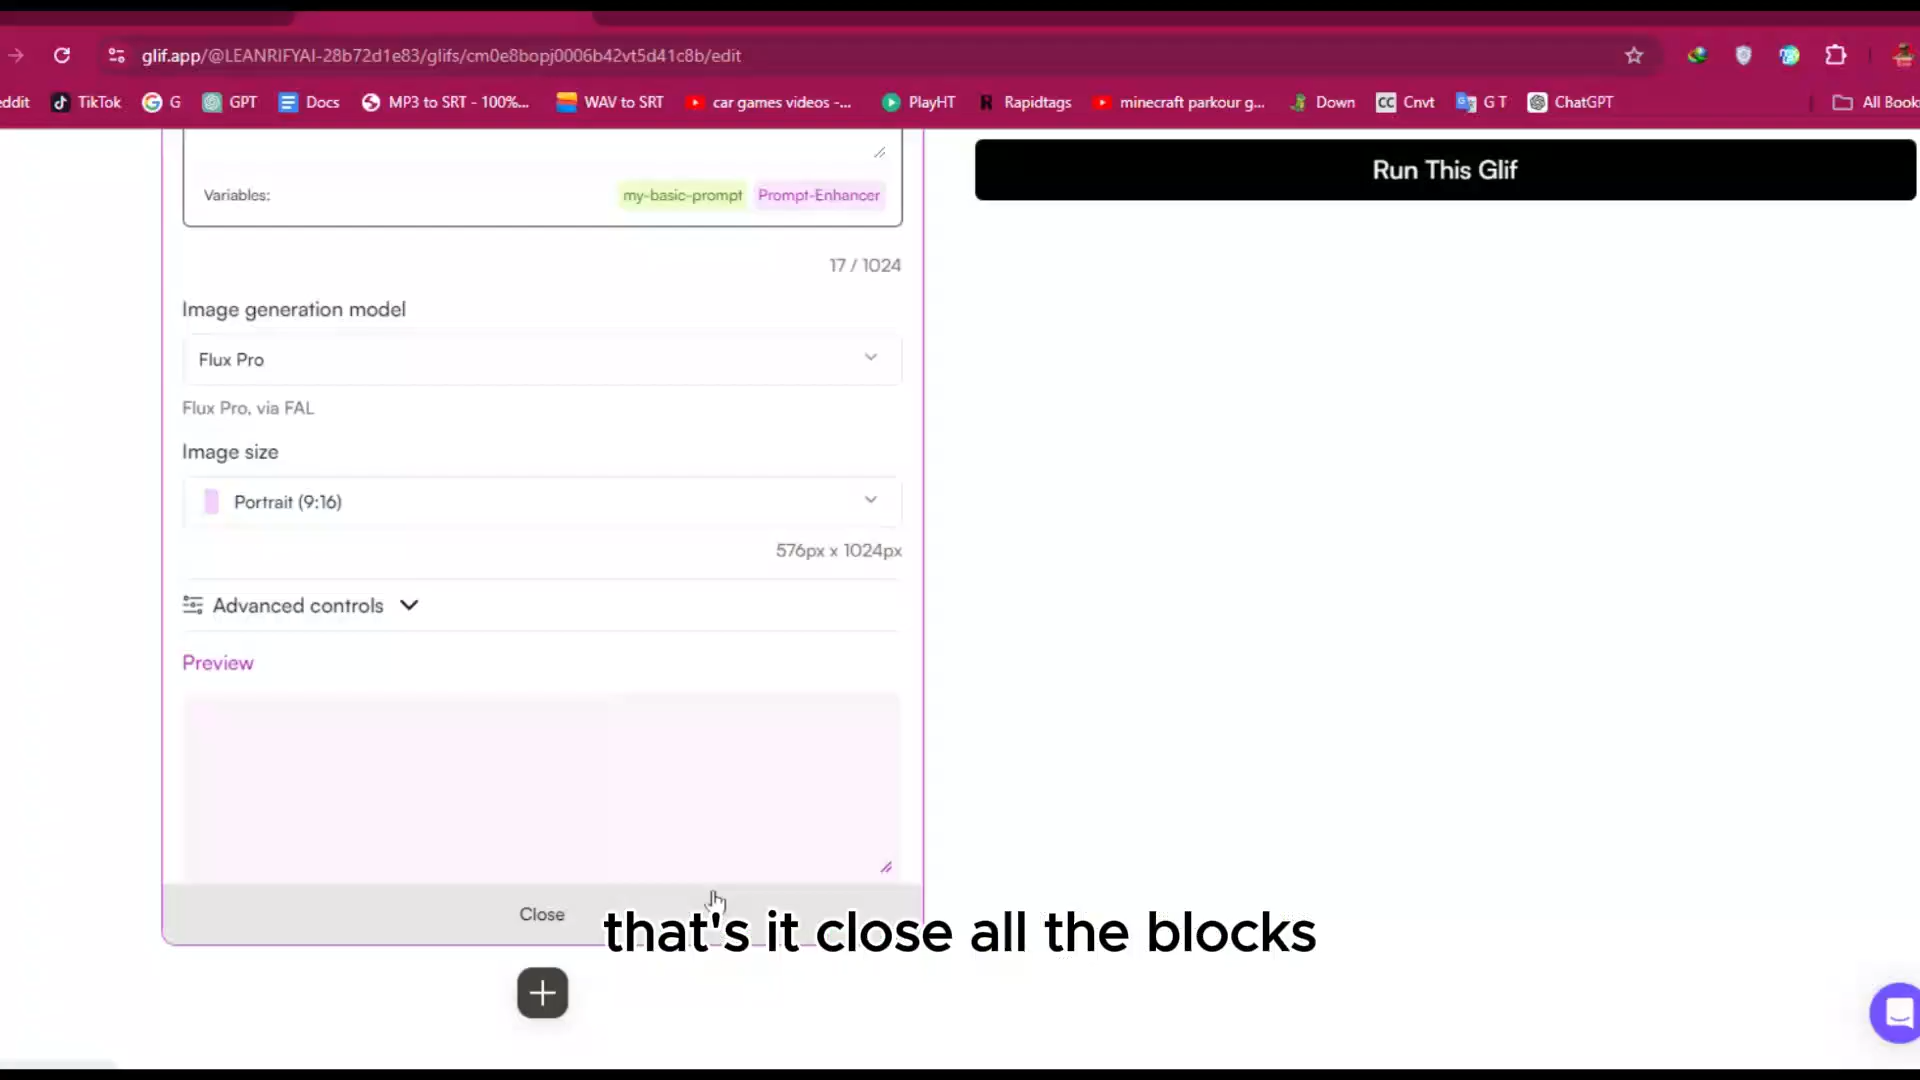 glif.app/@LEANRIFYAI-28b72d1e83/glifs/cm0e8bopj0006b42vt5d41c8b/edit
eddit TikTok G GPT Docs MP3 to SRT - 100%... WAV to SRT car games videos -... PlayHT Rapidtags minecraft parkour g... Down CC Cnvt G T ChatGPT All Book
Run This Glif
Variables: my-basic-prompt Prompt-Enhancer
17 / 1024
Image generation model
Flux Pro
Flux Pro, via FAL
Image size
Portrait (9:16)
576px x 1024px
Advanced controls
Preview
Close
that's it close all the blocks